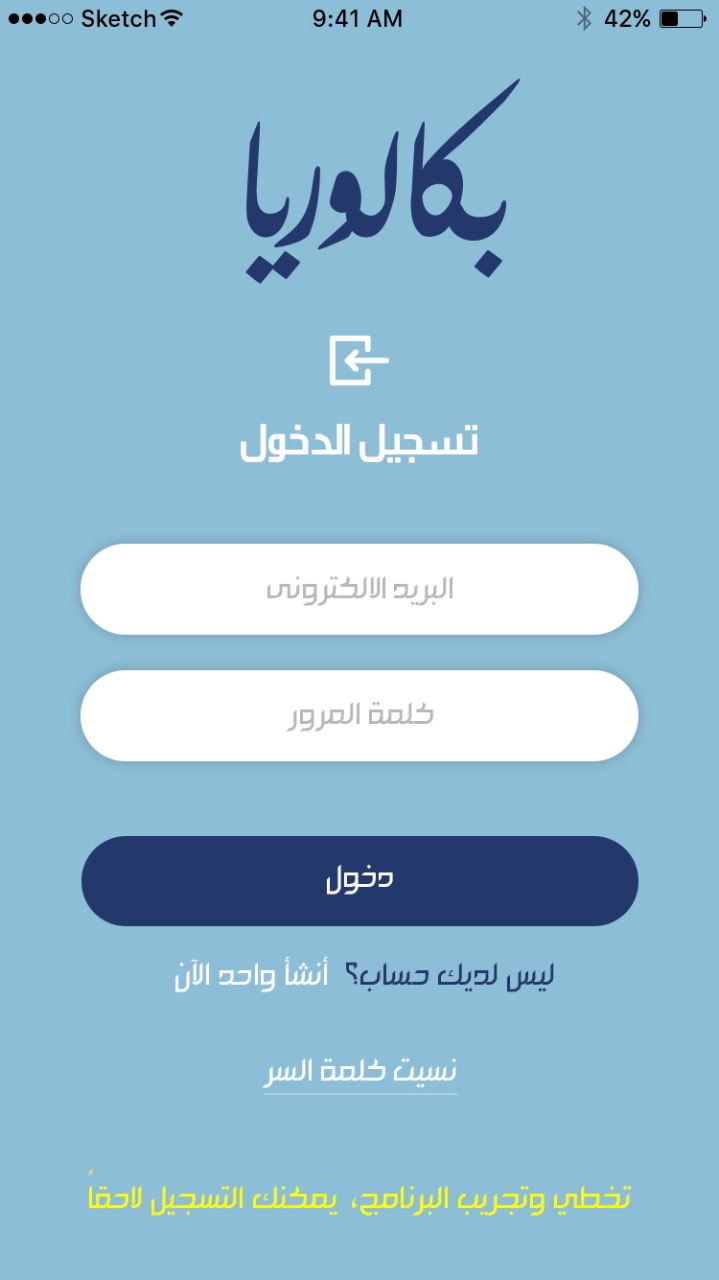 Sketch 9:41 AM 42%
بكالوريا
تسجيل الدخول
البريد الالكترونى
كلمة المرور
دخول
ليس لديك حساب؟ أنشأ واحد الآن
نسيت كلمة السر
تخطي وتجريب البرنامج، يمكنك التسجيل لاحقاً